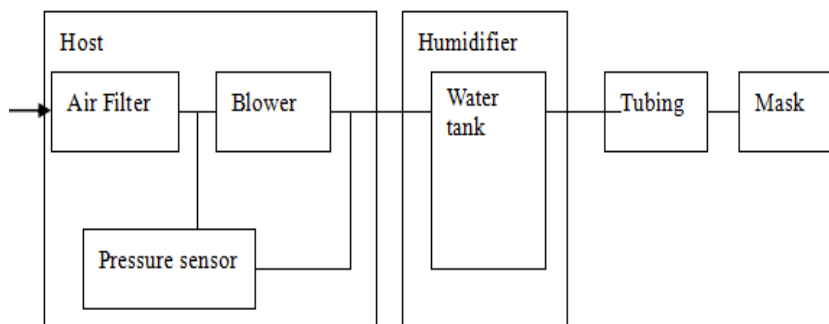 Host
Humidifier
Air Filter
Blower
Water
tank
Tubing
Mask
Pressure sensor